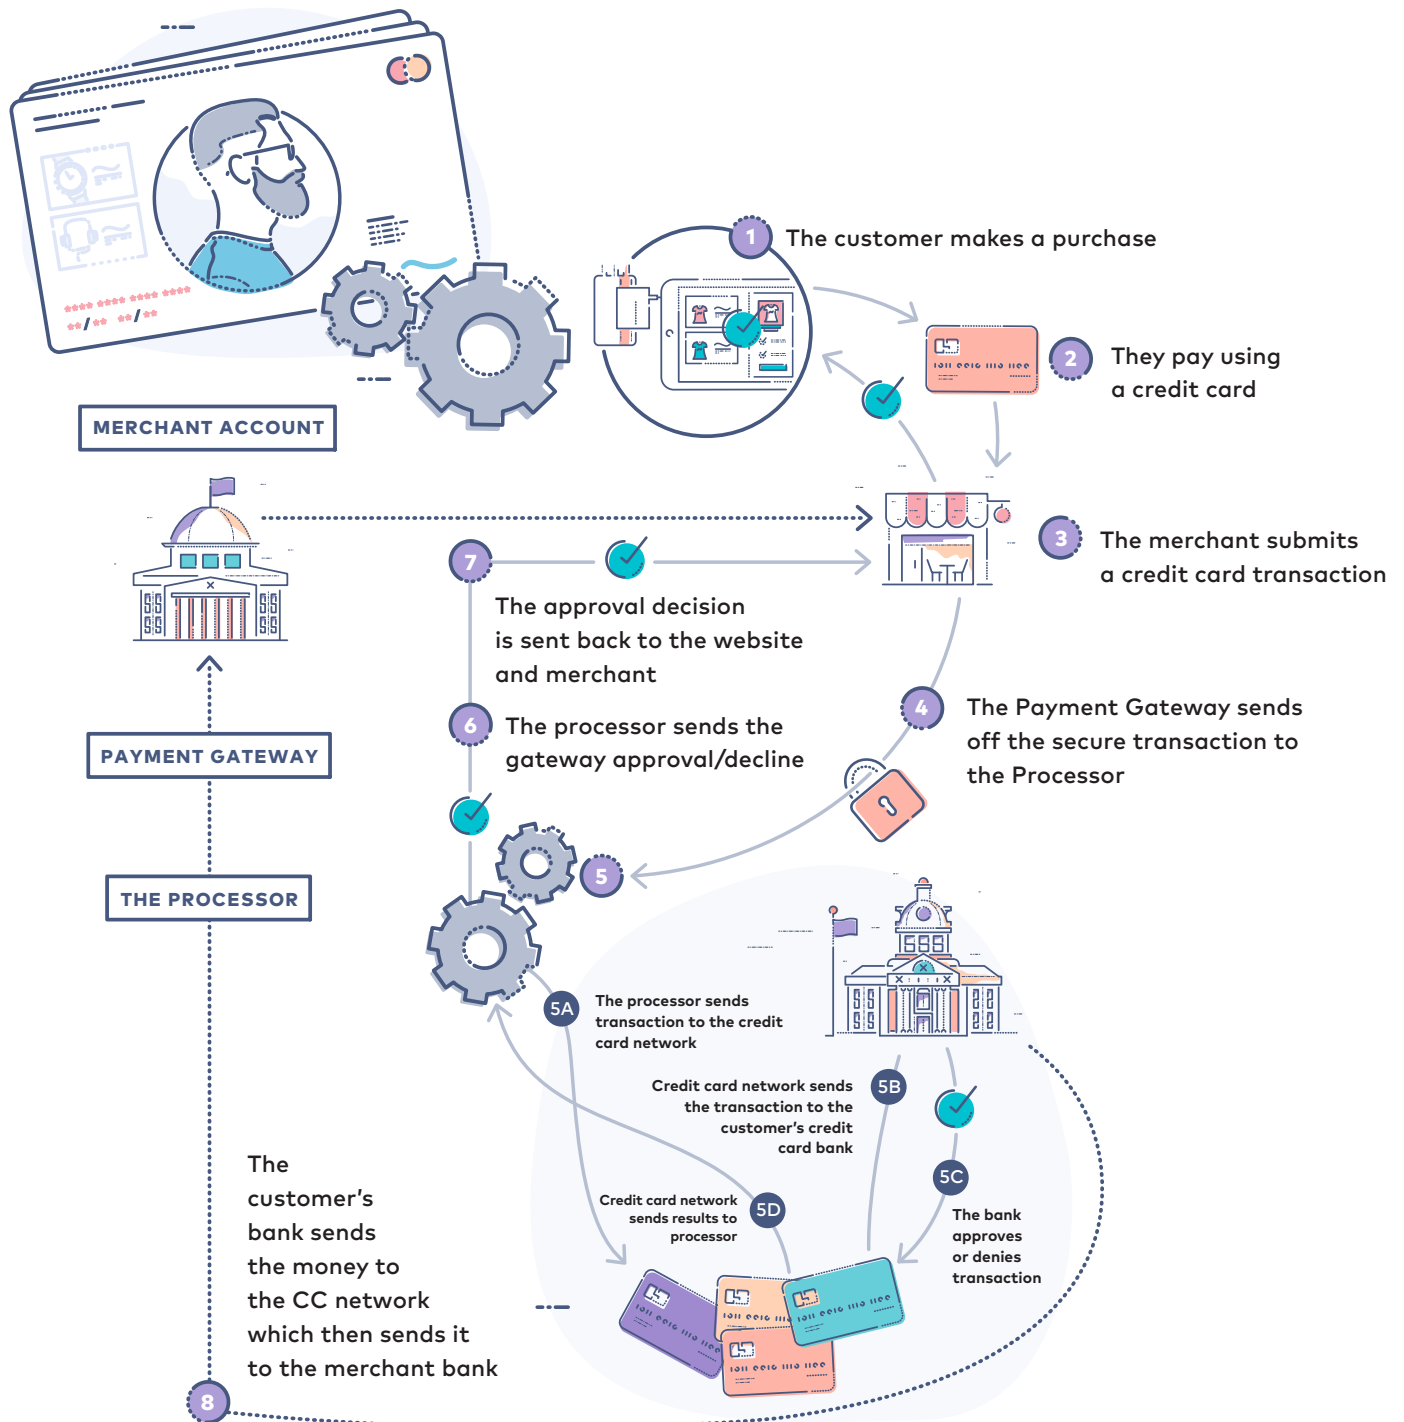 1
The customer makes a purchase
2
They pay using
a credit card
MERCHANT ACCOUNT
3
The merchant submits
a credit card transaction
7
The approval decision
is sent back to the website
and merchant
4
The Payment Gateway sends
off the secure transaction to
the Processor
6
The processor sends the
gateway approval/decline
PAYMENT GATEWAY
5
THE PROCESSOR
5A
The processor sends
transaction to the credit
card network
5B
Credit card network sends
the transaction to the
customer's credit
card bank
5C
The bank
approves
or denies
transaction
5D
Credit card network
sends results to
processor
The
customer's
bank sends
the money to
the CC network
which then sends it
to the merchant bank
8